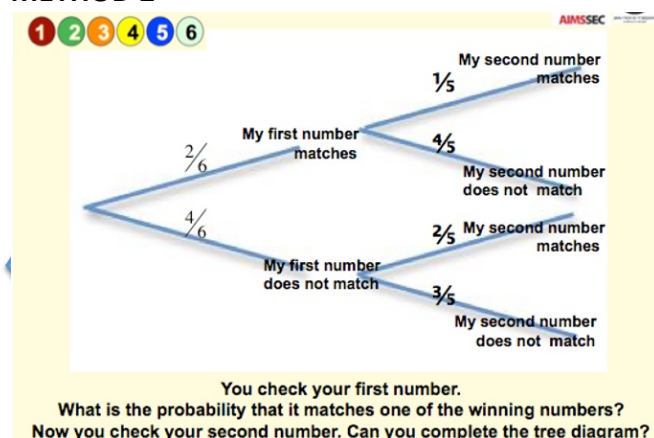 1 2 3 4 5 6
AIMSSEC
My second number
matches
⅕
My first number
matches
2/6
⅘
My second number
does not match
4/6
⅖
My second number
matches
My first number
does not match
⅗
My second number
does not match
You check your first number.
What is the probability that it matches one of the winning numbers?
Now you check your second number. Can you complete the tree diagram?